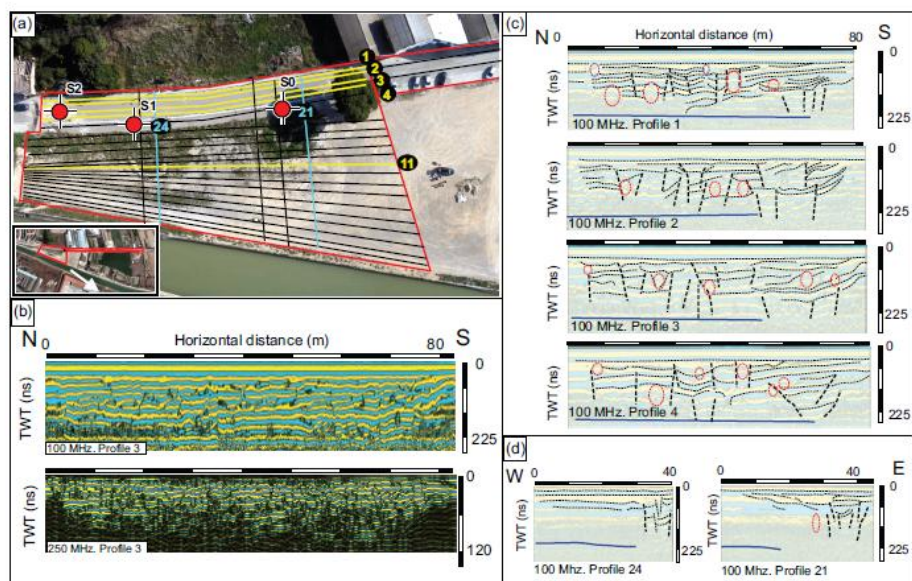 (a)
S2
S1
24
S0
21
1
2
3
4
11
(b)
N
Horizontal distance (m)
S
0
80
TWT (ns)
0
225
100 MHz. Profile 3
TWT (ns)
0
120
250 MHz. Profile 3
(c)
N
0
Horizontal distance (m)
80
S
TWT (ns)
0
225
100 MHz. Profile 1
TWT (ns)
0
225
100 MHz. Profile 2
TWT (ns)
0
225
100 MHz. Profile 3
TWT (ns)
0
225
100 MHz. Profile 4
(d)
W
0
40
0
40
E
TWT (ns)
0
225
100 MHz. Profile 24
TWT (ns)
0
225
100 MHz. Profile 21